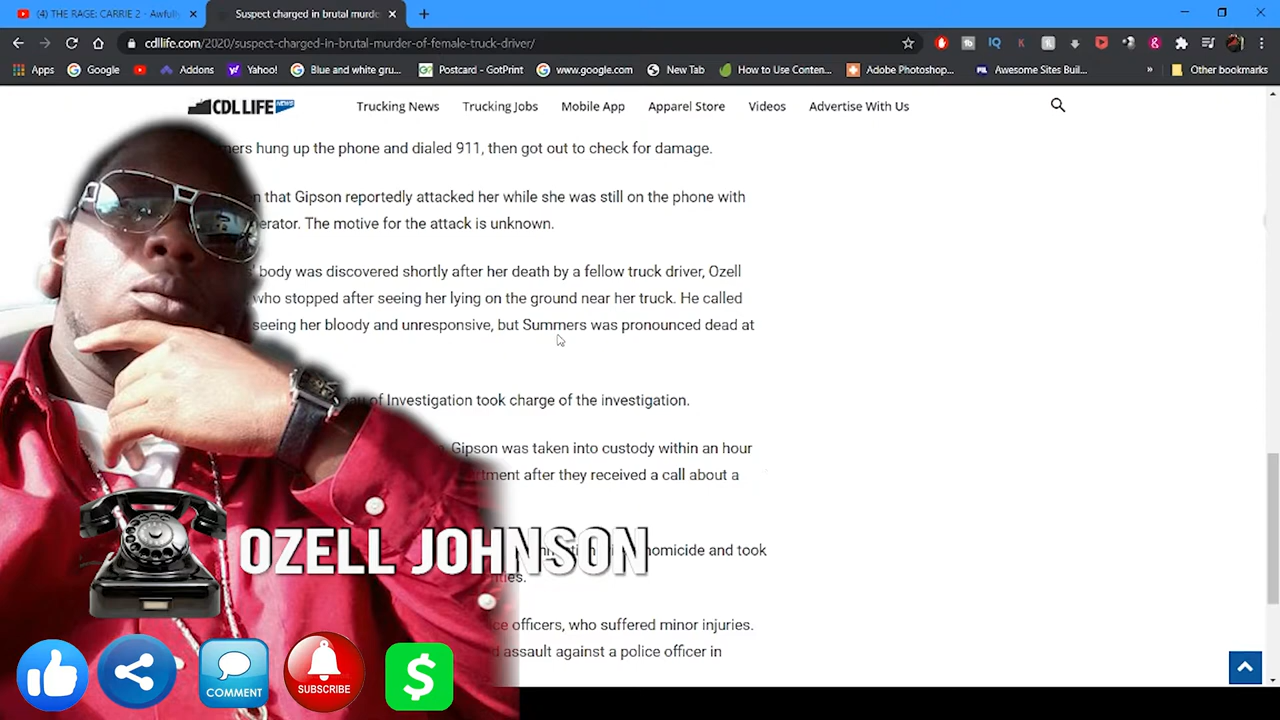 (4) THE RAGE: CARRIE 2 - Awful
Suspect charged in brutal murde
cdllife.com/2020/suspect-charged-in-brutal-murder-of-female-truck-driver/
Apps Google Addons Yahoo! Blue and white gru... Postcard - GotPrint www.google.com New Tab How to Use Conten... Adobe Photoshop... Awesome Sites Buil... » Other bookmarks
CDL LIFE NEWS Trucking News Trucking Jobs Mobile App Apparel Store Videos Advertise With Us
hung up the phone and dialed 911, then got out to check for damage.
that Gipson reportedly attacked her while she was still on the phone with
The motive for the attack is unknown.
body was discovered shortly after her death by a fellow truck driver, Ozell
who stopped after seeing her lying on the ground near her truck. He called
seeing her bloody and unresponsive, but Summers was pronounced dead at
of Investigation took charge of the investigation.
Gipson was taken into custody within an hour
after they received a call about a
OZELL JOHNSON
homicide and took
officers, who suffered minor injuries.
assault against a police officer in
COMMENT
SUBSCRIBE
$